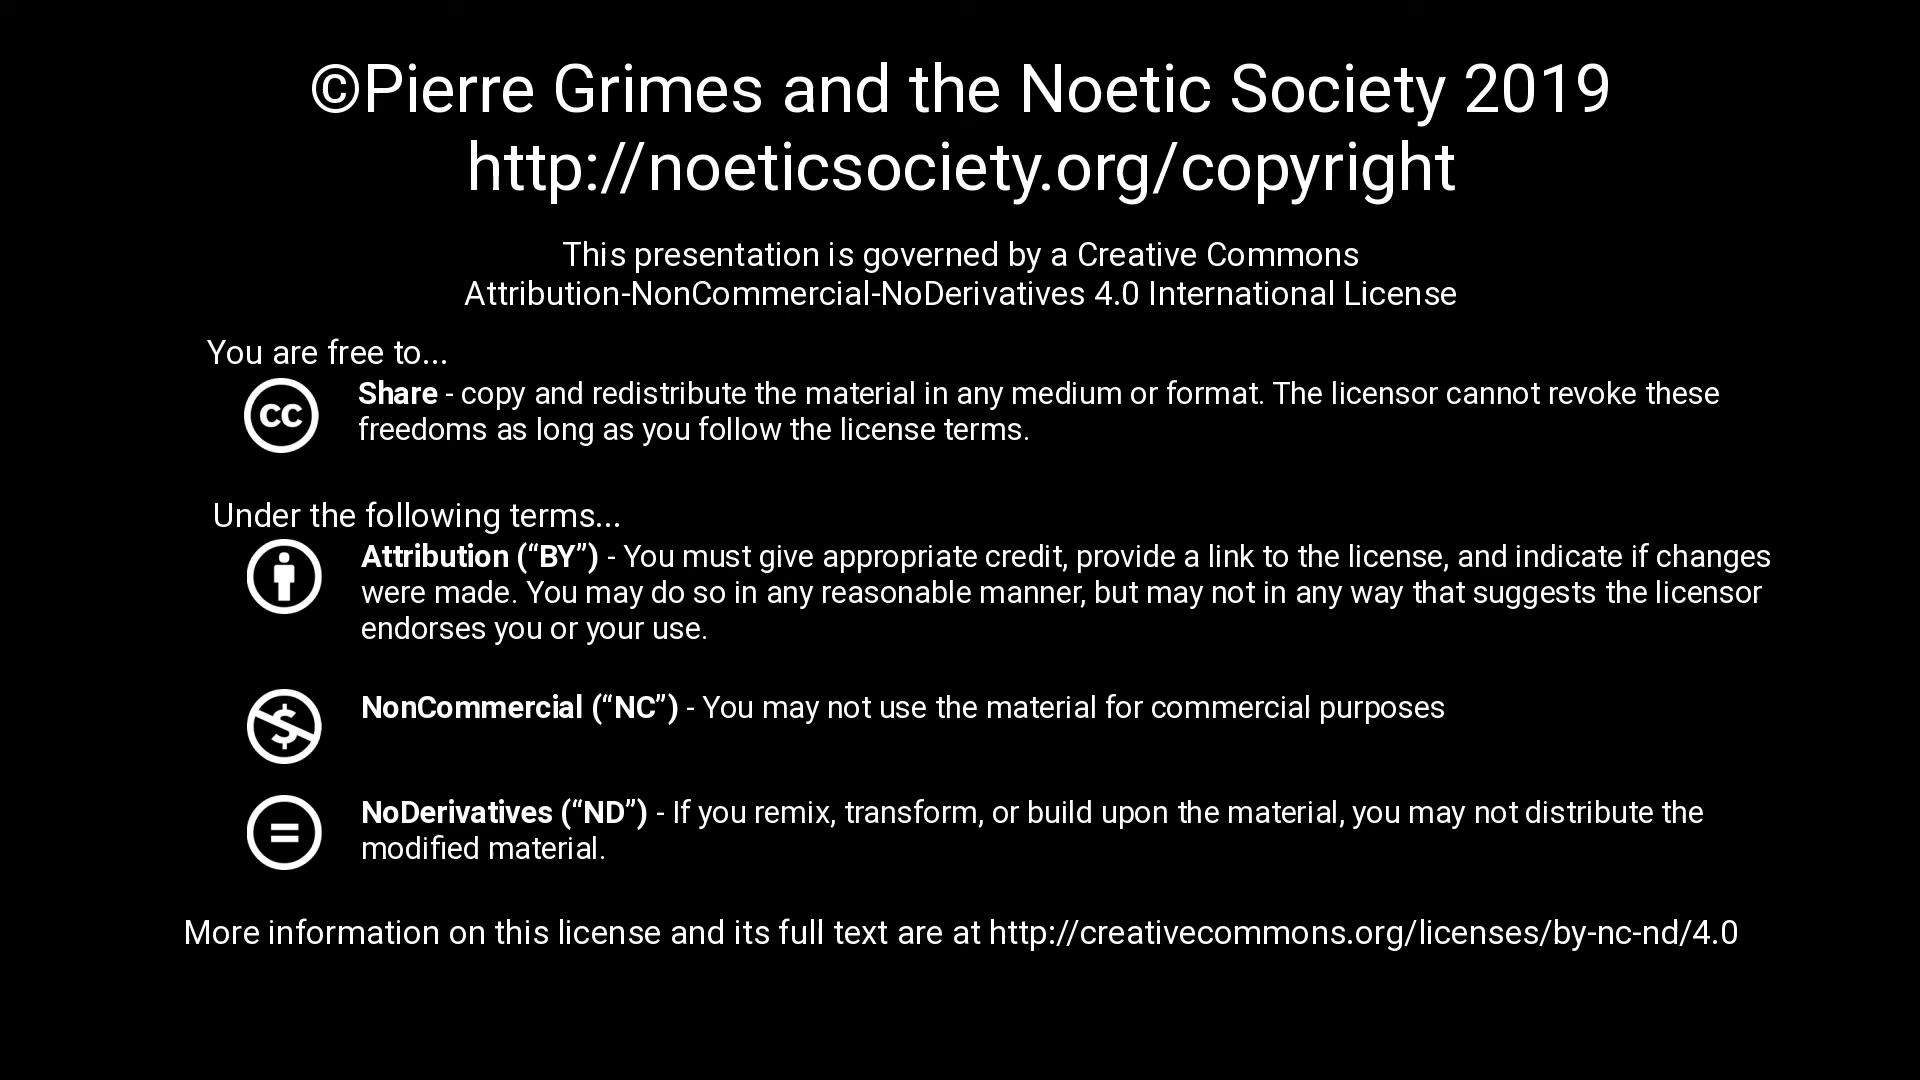 ©Pierre Grimes and the Noetic Society 2019
http://noeticsociety.org/copyright
This presentation is governed by a Creative Commons
Attribution-NonCommercial-NoDerivatives 4.0 International License
You are free to...
cc
Share - copy and redistribute the material in any medium or format. The licensor cannot revoke these
freedoms as long as you follow the license terms.
Under the following terms...
Attribution (“BY”) - You must give appropriate credit, provide a link to the license, and indicate if changes
were made. You may do so in any reasonable manner, but may not in any way that suggests the licensor
endorses you or your use.
$
NonCommercial (“NC”) - You may not use the material for commercial purposes
=
NoDerivatives (“ND”) - If you remix, transform, or build upon the material, you may not distribute the
modified material.
More information on this license and its full text are at http://creativecommons.org/licenses/by-nc-nd/4.0